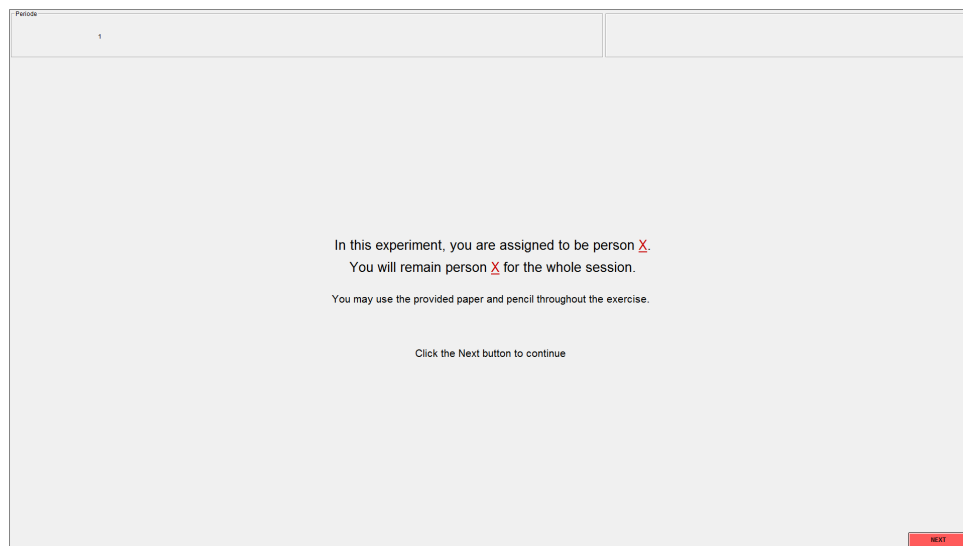 Periode
1
In this experiment, you are assigned to be person X.
You will remain person X for the whole session.
You may use the provided paper and pencil throughout the exercise.
Click the Next button to continue
NEXT